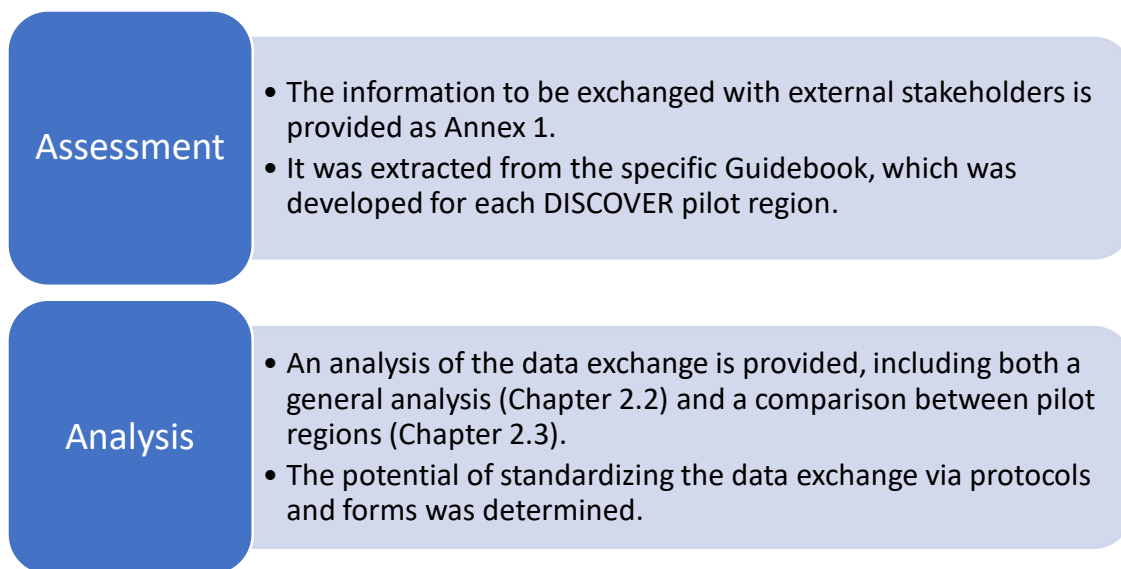 Assessment
• The information to be exchanged with external stakeholders is
provided as Annex 1.
• It was extracted from the specific Guidebook, which was
developed for each DISCOVER pilot region.
Analysis
• An analysis of the data exchange is provided, including both a
general analysis (Chapter 2.2) and a comparison between pilot
regions (Chapter 2.3).
• The potential of standardizing the data exchange via protocols
and forms was determined.